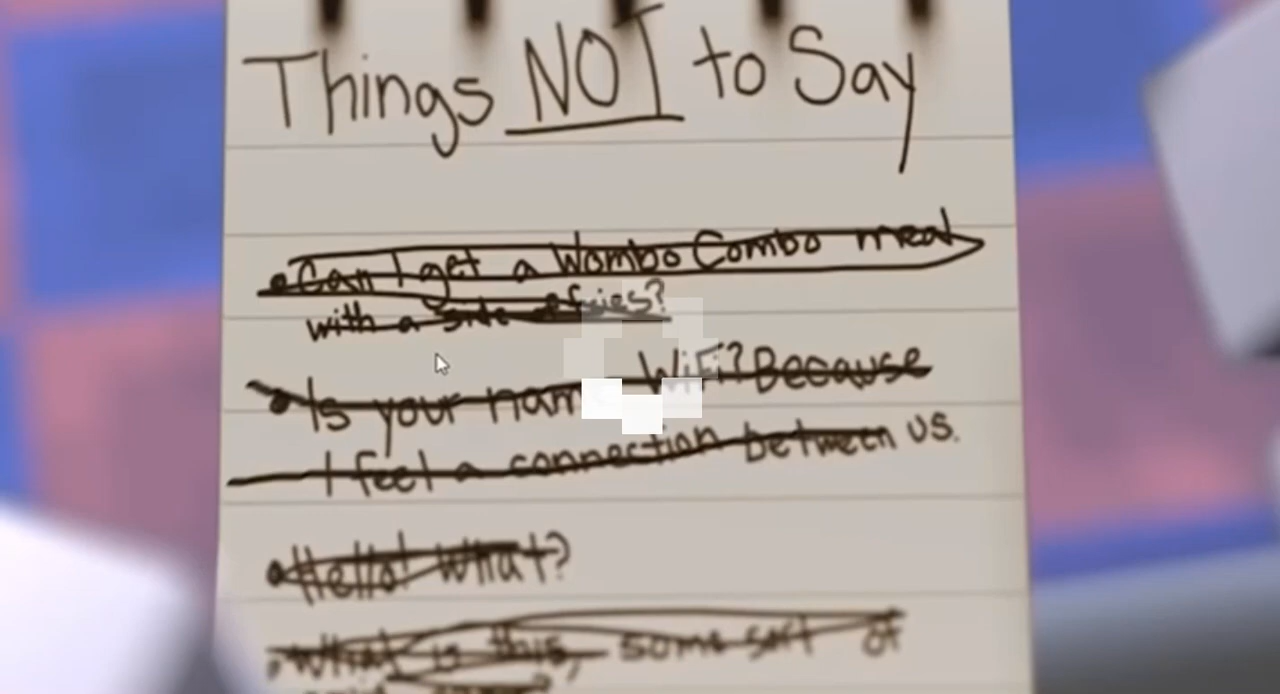 Things NOT to Say
• Can I get a Wombo Combo meal
with a side of fries?
• Is your name WiFi? Because
I feel a connection between us.
• Hello! What?
• What is this, some sort of